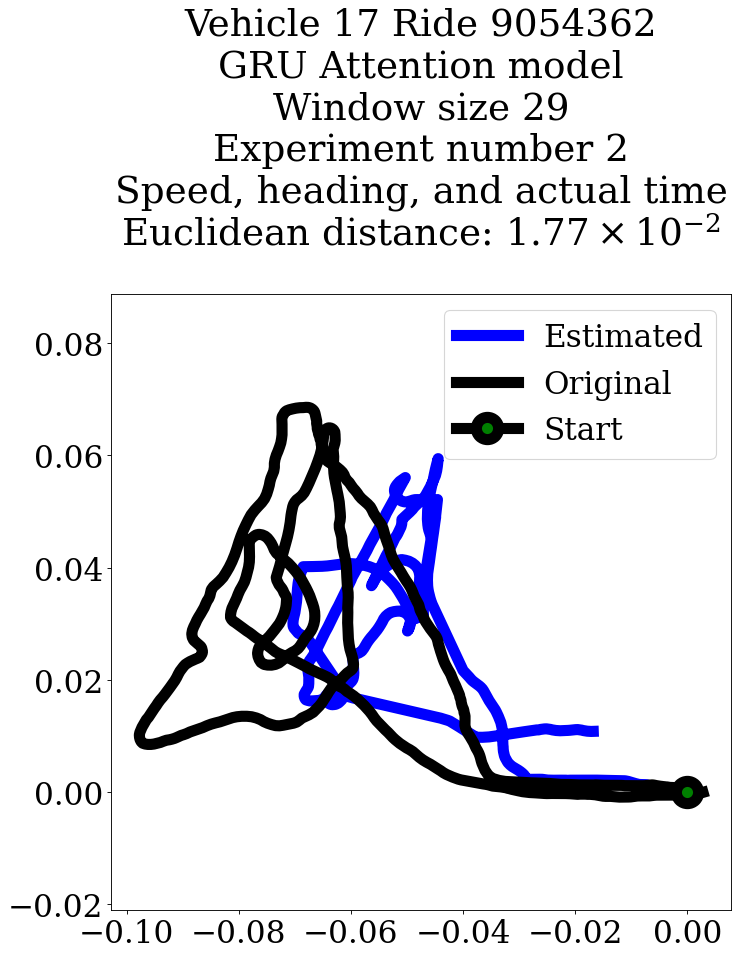 Vehicle 17 Ride 9054362
GRU Attention model
Window size 29
Experiment number 2
Speed, heading, and actual time
Euclidean distance: 1.77 × 10⁻²
Estimated
Original
Start
0.08
0.06
0.04
0.02
0.00
−0.02
−0.10 −0.08 −0.06 −0.04 −0.02 0.00